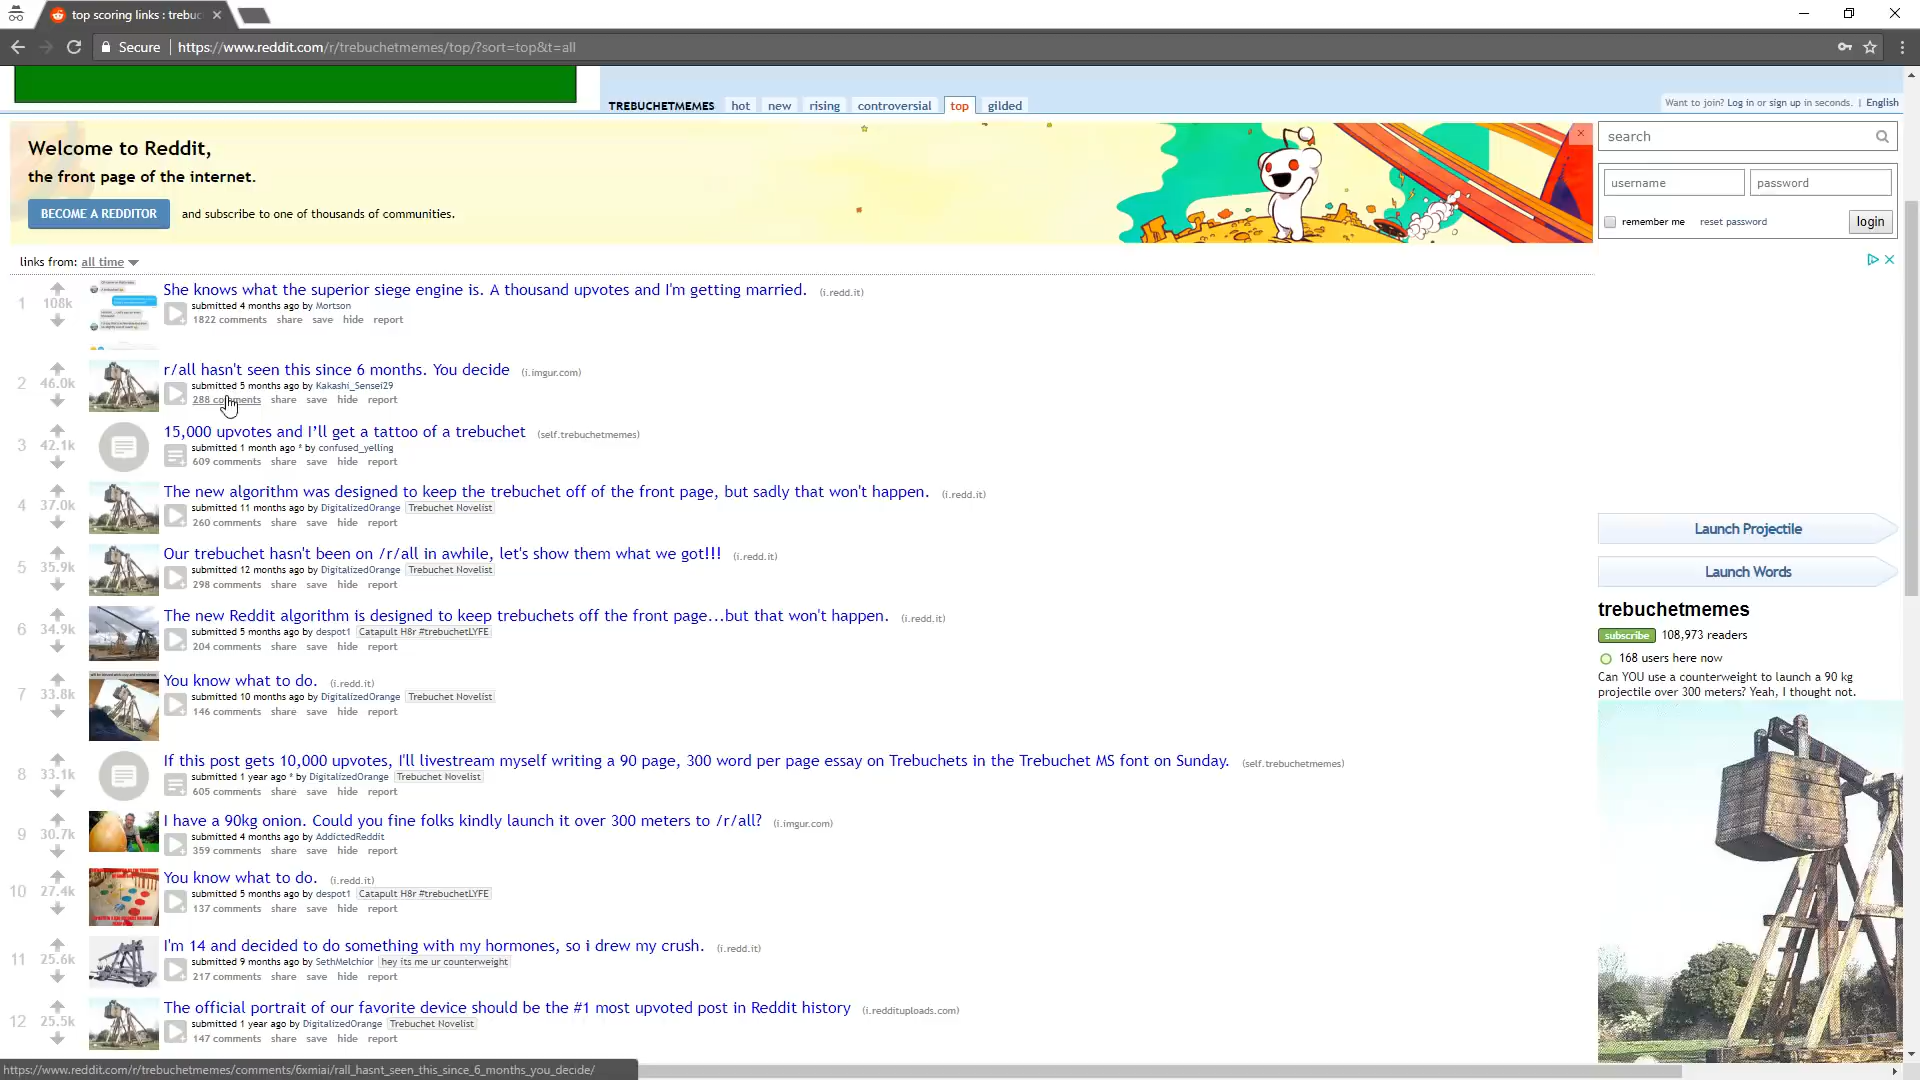 top scoring links : trebuc
Secure | https://www.reddit.com/r/trebuchetmemes/top/?sort=top&t=all
TREBUCHETMEMES hot new rising controversial top gilded
Want to join? Log in or sign up in seconds. | English
Welcome to Reddit,
the front page of the internet.
BECOME A REDDITOR and subscribe to one of thousands of communities.
search
username password
remember me reset password login
links from: all time
1 108k She knows what the superior siege engine is. A thousand upvotes and I'm getting married. (i.redd.it)
submitted 4 months ago by Mortson
1822 comments share save hide report
2 46.0k r/all hasn't seen this since 6 months. You decide (i.imgur.com)
submitted 5 months ago by Kakashi_Sensei29
288 comments share save hide report
3 42.1k 15,000 upvotes and I’ll get a tattoo of a trebuchet (self.trebuchetmemes)
submitted 1 month ago * by confused_yelling
609 comments share save hide report
4 37.0k The new algorithm was designed to keep the trebuchet off of the front page, but sadly that won't happen. (i.redd.it)
submitted 11 months ago by DigitalizedOrange Trebuchet Novelist
260 comments share save hide report
5 35.9k Our trebuchet hasn't been on /r/all in awhile, let's show them what we got!!! (i.redd.it)
submitted 12 months ago by DigitalizedOrange Trebuchet Novelist
298 comments share save hide report
6 34.9k The new Reddit algorithm is designed to keep trebuchets off the front page...but that won't happen. (i.redd.it)
submitted 5 months ago by despot1 Catapult H8r #trebuchetLYFE
204 comments share save hide report
7 33.8k You know what to do. (i.redd.it)
submitted 10 months ago by DigitalizedOrange Trebuchet Novelist
146 comments share save hide report
8 33.1k If this post gets 10,000 upvotes, I'll livestream myself writing a 90 page, 300 word per page essay on Trebuchets in the Trebuchet MS font on Sunday. (self.trebuchetmemes)
submitted 1 year ago * by DigitalizedOrange Trebuchet Novelist
605 comments share save hide report
9 30.7k I have a 90kg onion. Could you fine folks kindly launch it over 300 meters to /r/all? (i.imgur.com)
submitted 4 months ago by AddictedReddit
359 comments share save hide report
10 27.4k You know what to do. (i.redd.it)
submitted 5 months ago by despot1 Catapult H8r #trebuchetLYFE
137 comments share save hide report
11 25.6k I'm 14 and decided to do something with my hormones, so i drew my crush. (i.redd.it)
submitted 9 months ago by SethMelchior hey its me ur counterweight
217 comments share save hide report
12 25.5k The official portrait of our favorite device should be the #1 most upvoted post in Reddit history (i.reddituploads.com)
submitted 1 year ago by DigitalizedOrange Trebuchet Novelist
147 comments share save hide report
Launch Projectile
Launch Words
trebuchetmemes
subscribe 108,973 readers
168 users here now
Can YOU use a counterweight to launch a 90 kg
projectile over 300 meters? Yeah, I thought not.
https://www.reddit.com/r/trebuchetmemes/comments/6xmiai/rall_hasnt_seen_this_since_6_months_you_decide/